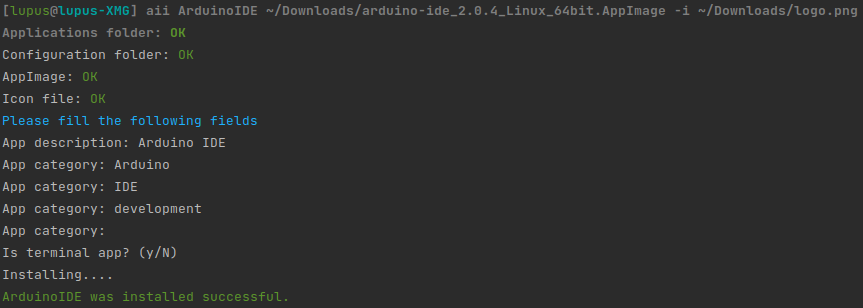 [lupus@lupus-XMG] aii ArduinoIDE ~/Downloads/arduino-ide_2.0.4_Linux_64bit.AppImage -i ~/Downloads/logo.png
Applications folder: OK
Configuration folder: OK
AppImage: OK
Icon file: OK
Please fill the following fields
App description: Arduino IDE
App category: Arduino
App category: IDE
App category: development
App category:
Is terminal app? (y/N)
Installing....
ArduinoIDE was installed successful.